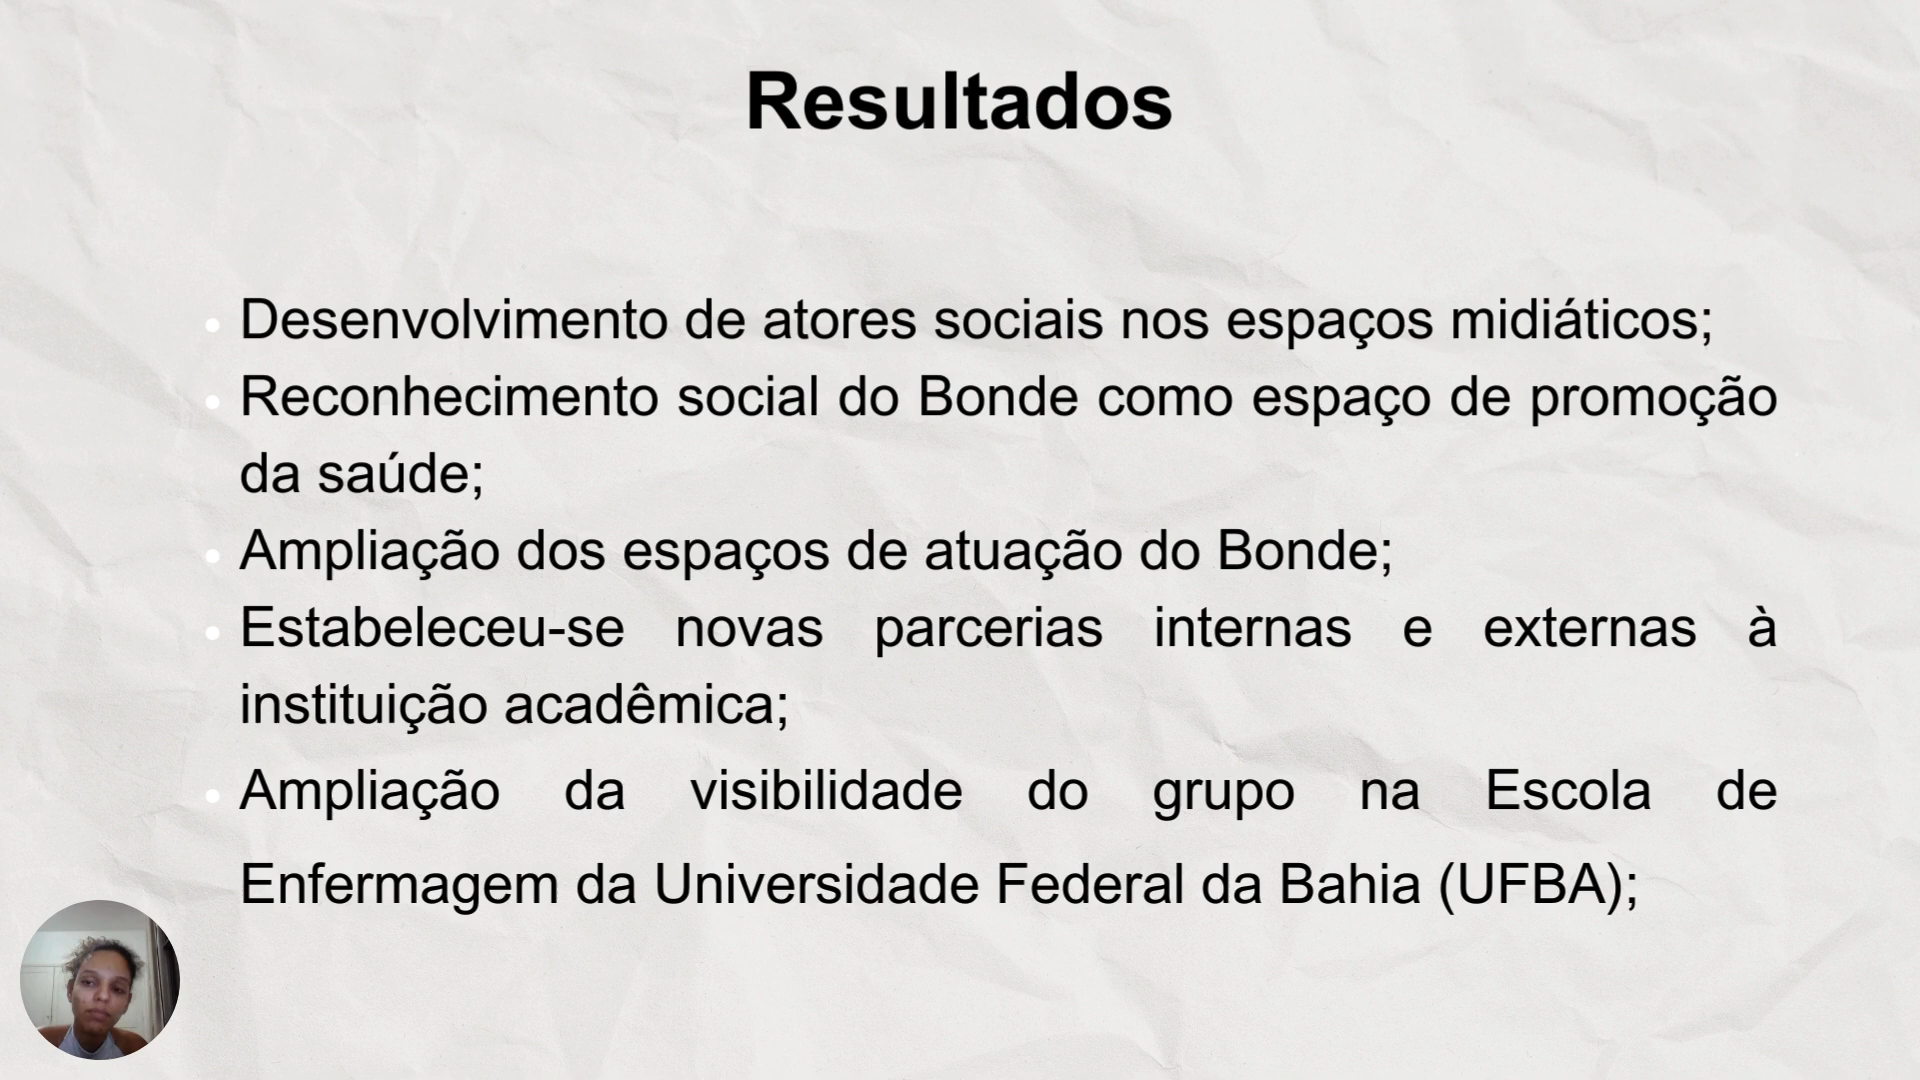 Resultados
• Desenvolvimento de atores sociais nos espaços midiáticos;
• Reconhecimento social do Bonde como espaço de promoção
da saúde;
• Ampliação dos espaços de atuação do Bonde;
• Estabeleceu-se novas parcerias internas e externas à
instituição acadêmica;
• Ampliação da visibilidade do grupo na Escola de
Enfermagem da Universidade Federal da Bahia (UFBA);